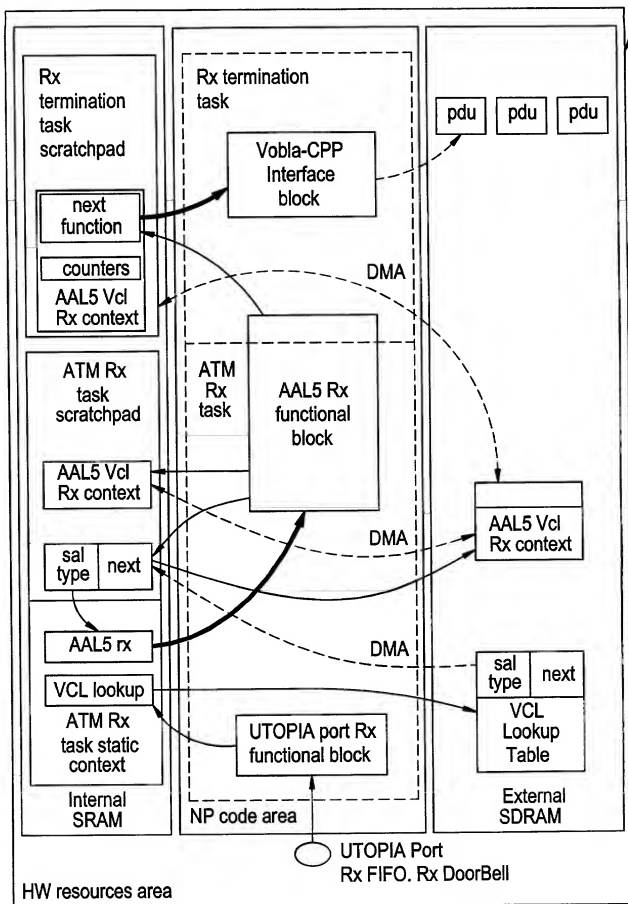 Rx
termination
task
scratchpad
next
function
counters
AAL5 Vcl
Rx context
ATM Rx
task
scratchpad
AAL5 Vcl
Rx context
sal
type
next
AAL5 rx
VCL lookup
ATM Rx
task static
context
Internal
SRAM
Rx termination
task
Vobla-CPP
Interface
block
ATM
Rx
task
AAL5 Rx
functional
block
UTOPIA port Rx
functional block
NP code area
pdu
pdu
pdu
DMA
DMA
AAL5 Vcl
Rx context
DMA
sal
type
next
VCL
Lookup
Table
External
SDRAM
UTOPIA Port
Rx FIFO. Rx DoorBell
HW resources area